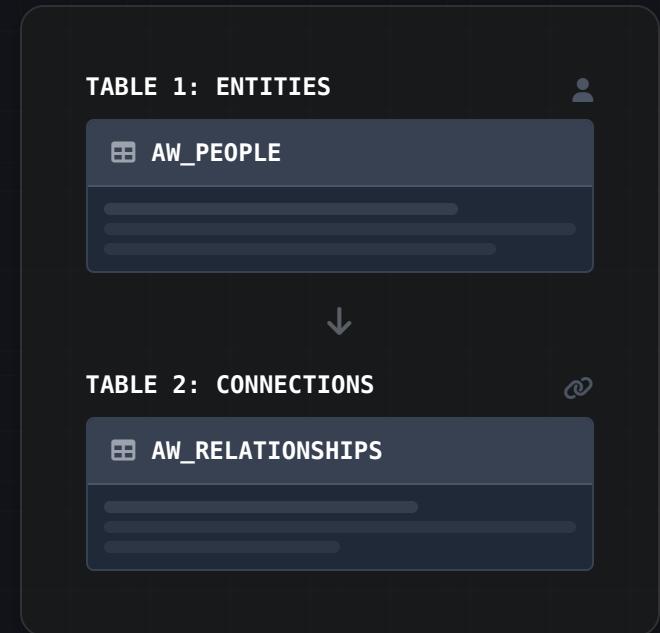 TABLE 1: ENTITIES
AW_PEOPLE
TABLE 2: CONNECTIONS
AW_RELATIONSHIPS